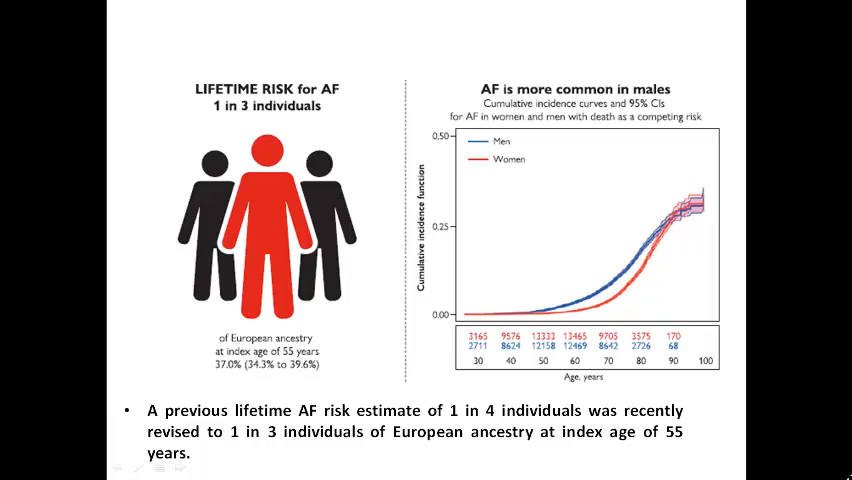 LIFETIME RISK for AF
1 in 3 individuals
of European ancestry
at index age of 55 years
37.0% (34.3% to 39.6%)
AF is more common in males
Cumulative incidence curves and 95% CIs
for AF in women and men with death as a competing risk
Cumulative incidence function
0,50
0.25
0.00
Men
Women
3165 9576 13333 13465 9705 3575 170
2711 8624 12158 12469 8642 2726 68
30 40 50 60 70 80 90 100
Age, years
• A previous lifetime AF risk estimate of 1 in 4 individuals was recently
revised to 1 in 3 individuals of European ancestry at index age of 55
years.